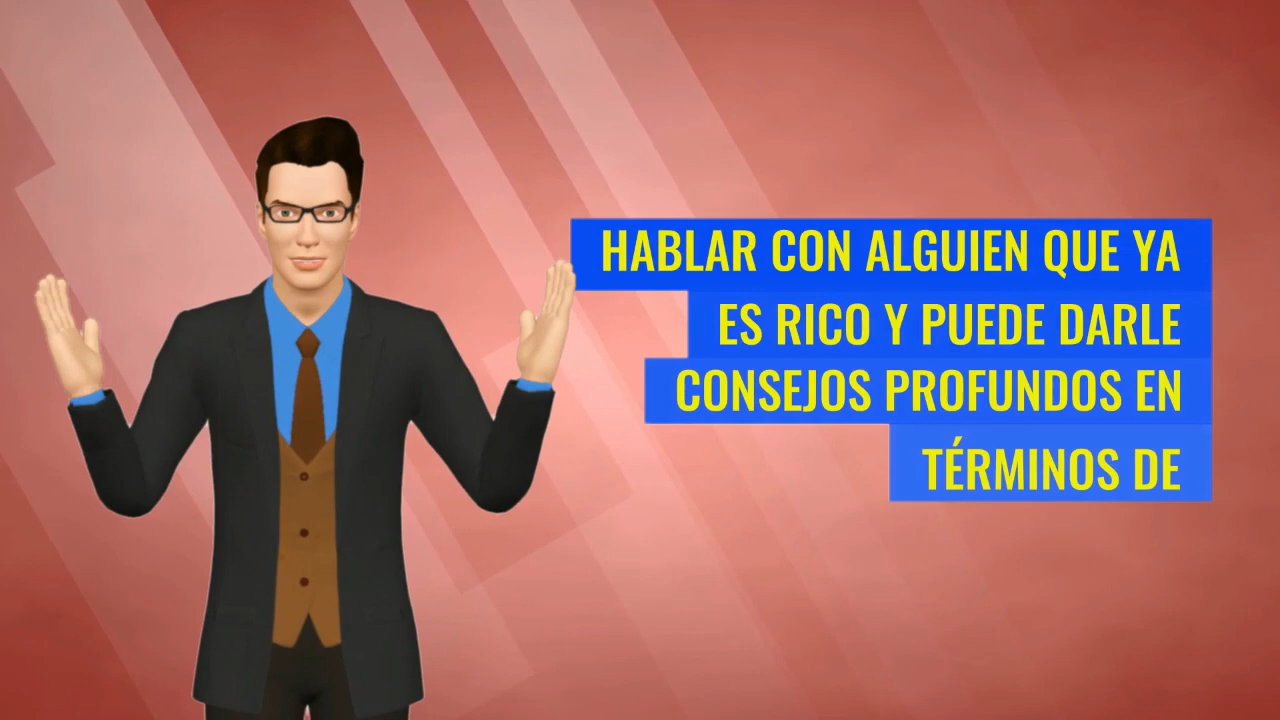 HABLAR CON ALGUIEN QUE YA
ES RICO Y PUEDE DARLE
CONSEJOS PROFUNDOS EN
TÉRMINOS DE